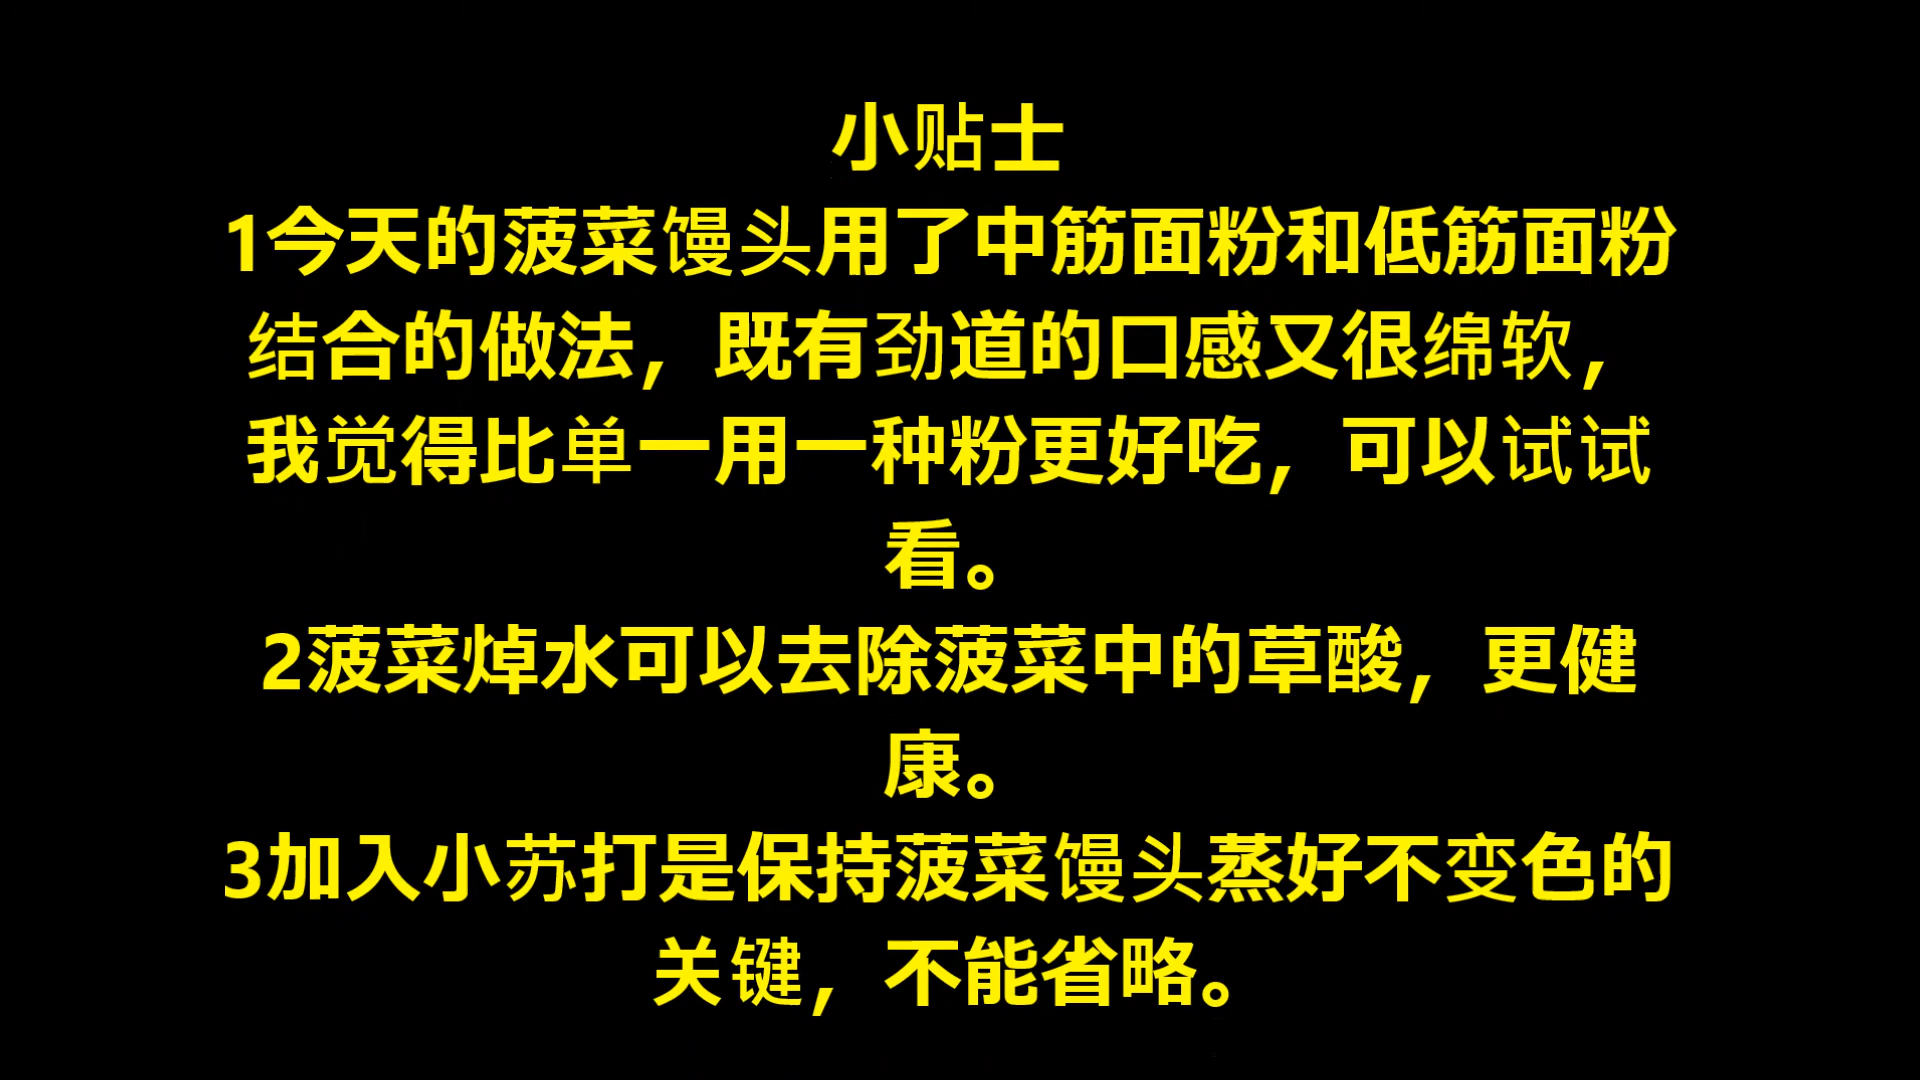 小贴士
1今天的菠菜馒头用了中筋面粉和低筋面粉
结合的做法，既有劲道的口感又很绵软，
我觉得比单一用一种粉更好吃，可以试试
看。
2菠菜焯水可以去除菠菜中的草酸，更健
康。
3加入小苏打是保持菠菜馒头蒸好不变色的
关键，不能省略。